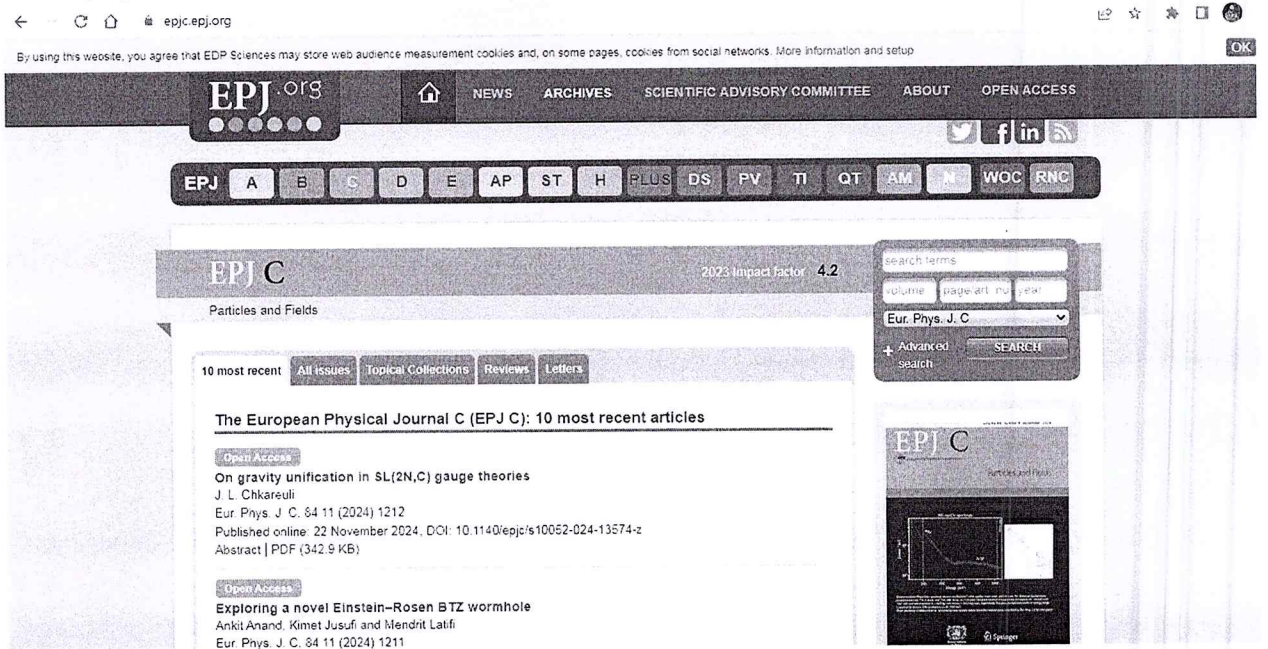 epjc.epj.org
By using this website, you agree that EDP Sciences may store web audience measurement cookies and, on some pages, cookies from social networks. More information and setup
OK
EPJ.org
NEWS ARCHIVES SCIENTIFIC ADVISORY COMMITTEE ABOUT OPEN ACCESS
f in
EPJ A B C D E AP ST H PLUS DS PV TI QT AM N WOC RNC
EPJ C
2023 Impact factor 4.2
Particles and Fields
search terms
volume page/art. nu year
Eur. Phys. J. C
+ Advanced search SEARCH
10 most recent All issues Topical Collections Reviews Letters
The European Physical Journal C (EPJ C): 10 most recent articles
Open Access
On gravity unification in SL(2N,C) gauge theories
J. L. Chkareuli
Eur. Phys. J. C, 84 11 (2024) 1212
Published online: 22 November 2024, DOI: 10.1140/epjc/s10052-024-13574-z
Abstract | PDF (342.9 KB)
Open Access
Exploring a novel Einstein–Rosen BTZ wormhole
Ankit Anand, Kimet Jusufi and Mendrit Latifi
Eur. Phys. J. C, 84 11 (2024) 1211
EPJ C
Particles and Fields
Springer